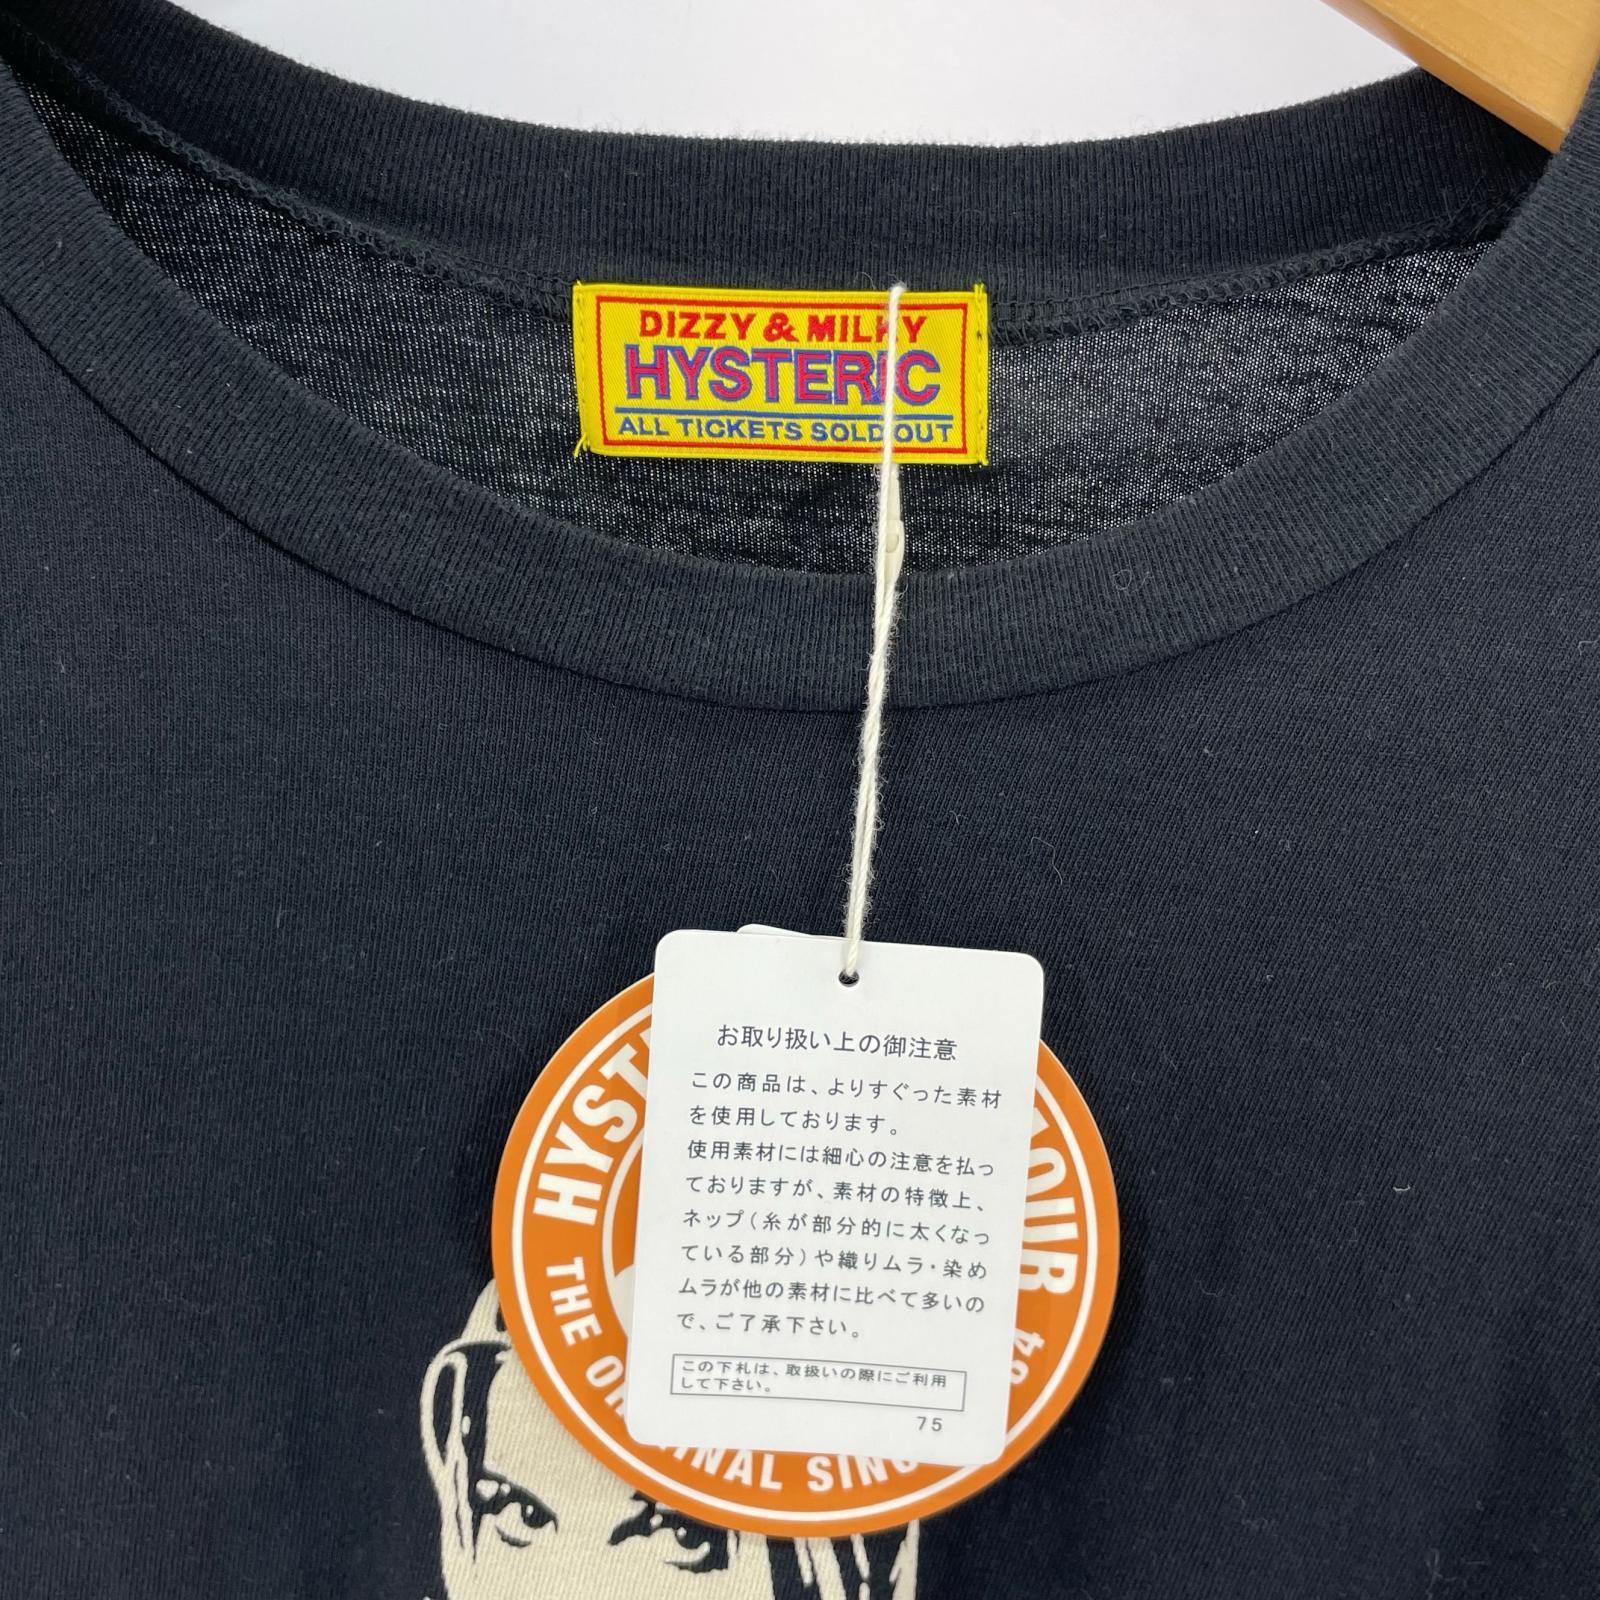 DIZZY & MILKY
HYSTERIC
ALL TICKETS SOLD OUT
お取り扱い上の御注意
この商品は、よりすぐった素材
を使用しております。
使用素材には細心の注意を払っ
ておりますが、素材の特徴上、
ネップ（糸が部分的に太くなっ
ている部分）や織りムラ・染め
ムラが他の素材に比べて多いの
で、ご了承下さい。
この下札は、取扱いの際にご利用
して下さい。
75
THE